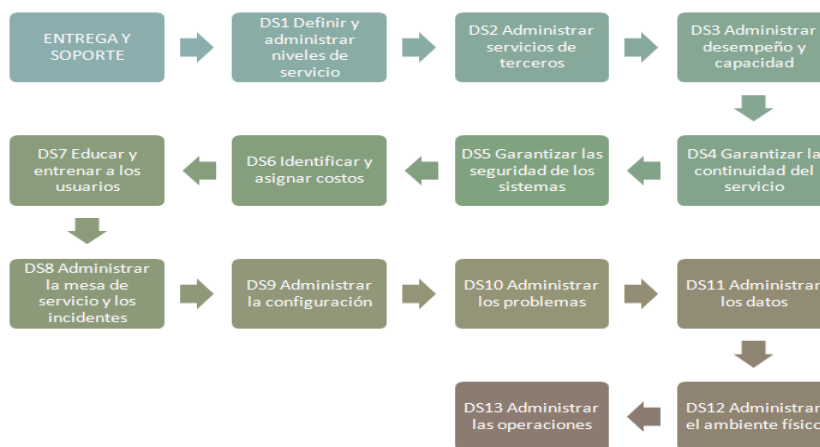 ENTREGA Y
SOPORTE
DS1 Definir y
administrar
niveles de
servicio
DS2 Administrar
servicios de
terceros
DS3 Administrar
desempeño y
capacidad
DS4 Garantizar la
continuidad del
servicio
DS5 Garantizar las
seguridad de los
sistemas
DS6 Identificar y
asignar costos
DS7 Educar y
entrenar a los
usuarios
DS8 Administrar
la mesa de
servicio y los
incidentes
DS9 Administrar
la configuración
DS10 Administrar
los problemas
DS11 Administrar
los datos
DS12 Administrar
el ambiente físico
DS13 Administrar
las operaciones